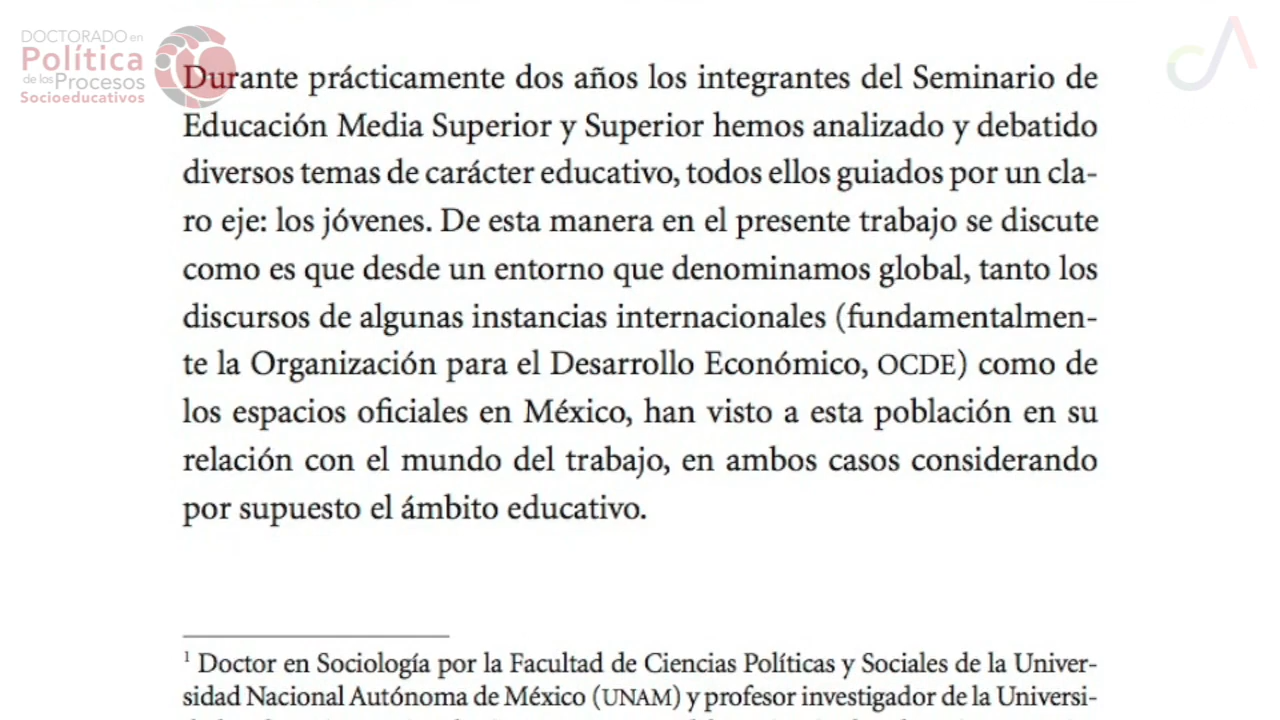 DOCTORADO en
Política
de los Procesos
Socioeducativos
Durante prácticamente dos años los integrantes del Seminario de
Educación Media Superior y Superior hemos analizado y debatido
diversos temas de carácter educativo, todos ellos guiados por un cla-
ro eje: los jóvenes. De esta manera en el presente trabajo se discute
como es que desde un entorno que denominamos global, tanto los
discursos de algunas instancias internacionales (fundamentalmen-
te la Organización para el Desarrollo Económico, OCDE) como de
los espacios oficiales en México, han visto a esta población en su
relación con el mundo del trabajo, en ambos casos considerando
por supuesto el ámbito educativo.
1 Doctor en Sociología por la Facultad de Ciencias Políticas y Sociales de la Univer-
sidad Nacional Autónoma de México (UNAM) y profesor investigador de la Universi-